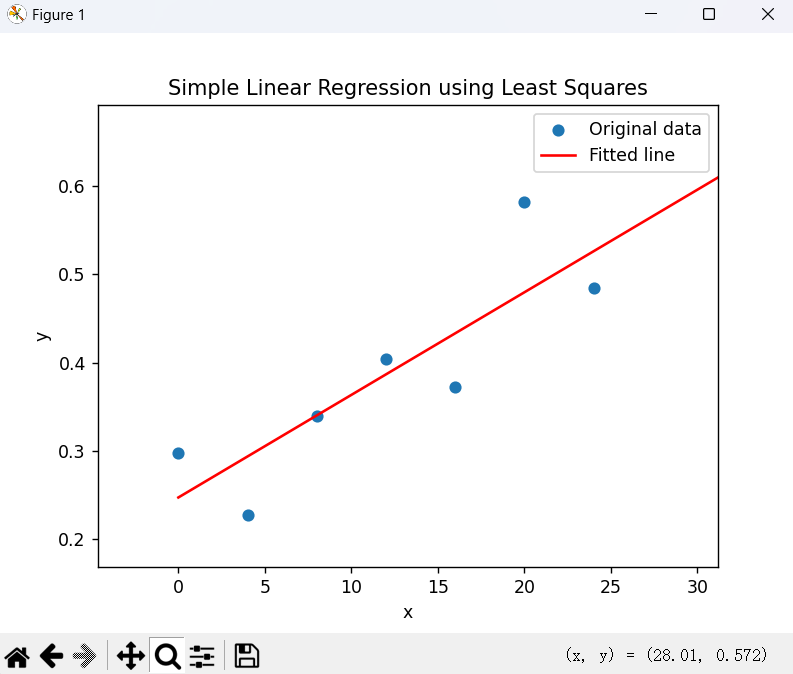 Figure 1
Simple Linear Regression using Least Squares
Original data
Fitted line
0.6
0.5
0.4
0.3
0.2
y
0 5 10 15 20 25 30
x
(x, y) = (28.01, 0.572)